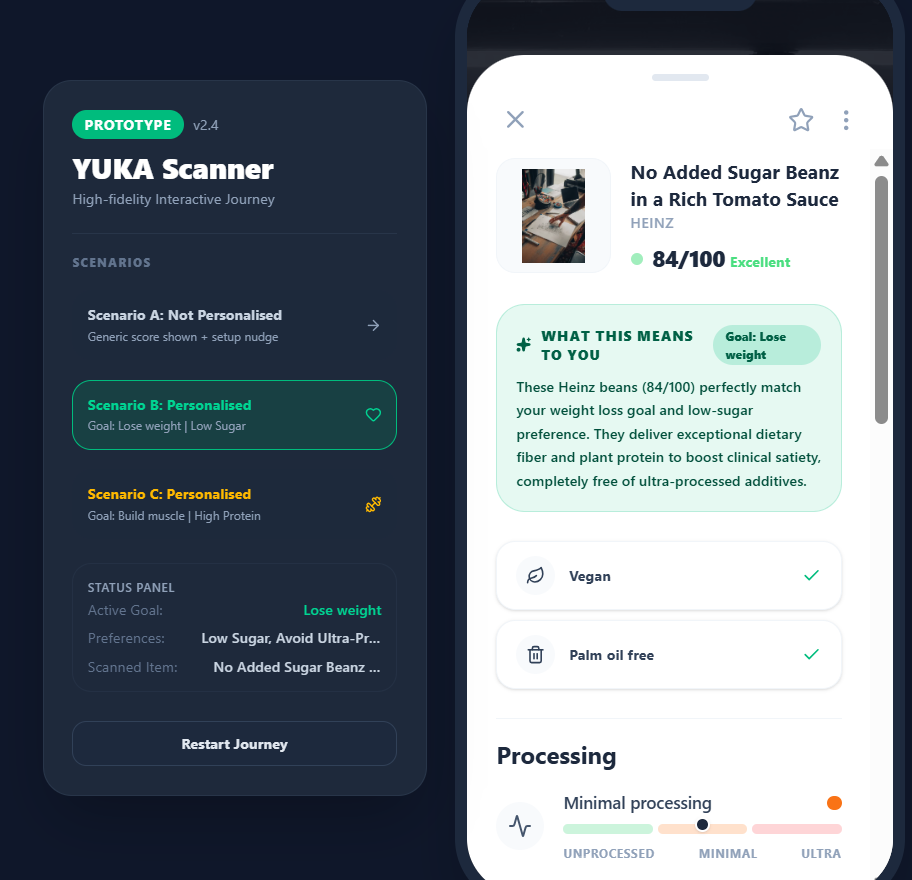 PROTOTYPE v2.4
YUKA Scanner
High-fidelity Interactive Journey
SCENARIOS
Scenario A: Not Personalised
Generic score shown + setup nudge
Scenario B: Personalised
Goal: Lose weight | Low Sugar
Scenario C: Personalised
Goal: Build muscle | High Protein
STATUS PANEL
Active Goal: Lose weight
Preferences: Low Sugar, Avoid Ultra-Pr...
Scanned Item: No Added Sugar Beanz ...
Restart Journey
No Added Sugar Beanz
in a Rich Tomato Sauce
HEINZ
84/100 Excellent
WHAT THIS MEANS
TO YOU
Goal: Lose
weight
These Heinz beans (84/100) perfectly match
your weight loss goal and low-sugar
preference. They deliver exceptional dietary
fiber and plant protein to boost clinical satiety,
completely free of ultra-processed additives.
Vegan
Palm oil free
Processing
Minimal processing
UNPROCESSED MINIMAL ULTRA